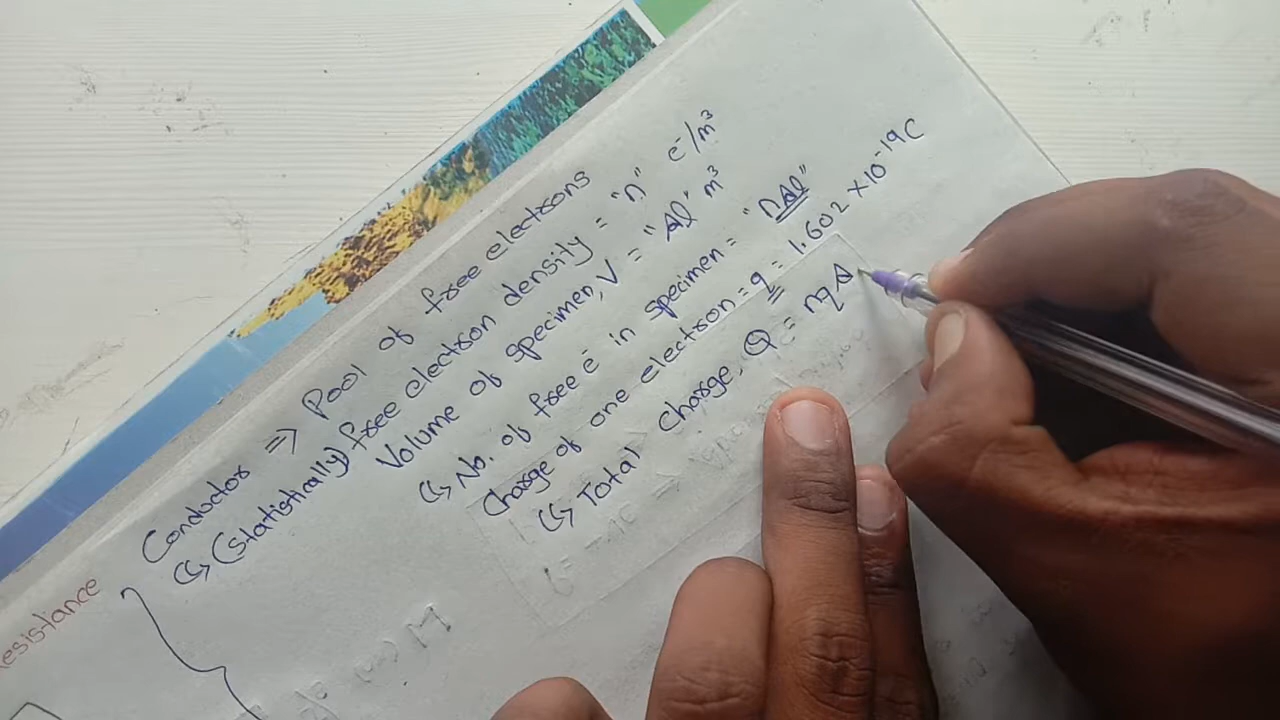 esistance
Conductor => Pool of free electrons
↳ (Statistically) free electron density = "n" e⁻/m³
Volume of specimen, V = "Al" m³
↳ No. of free e⁻ in specimen = "nAl"
Charge of one electron = q = 1.602 × 10⁻¹⁹ C
↳ Total charge, Q = nqA